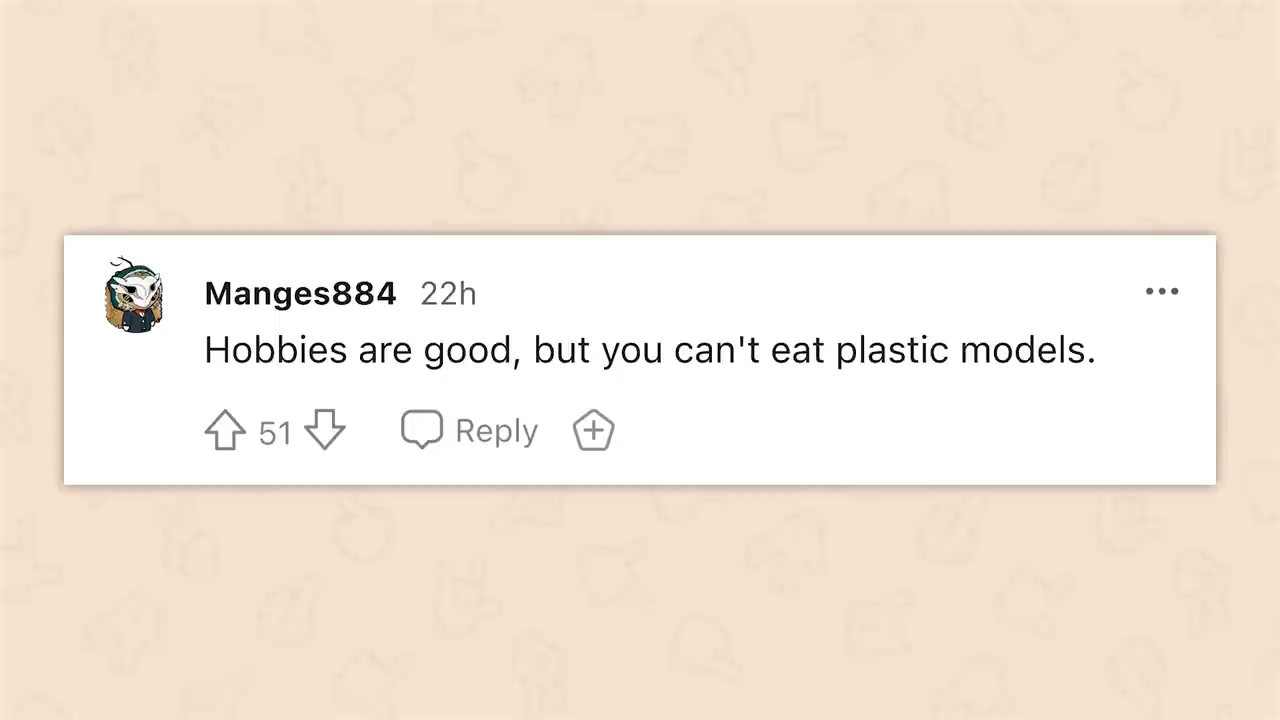 Manges884 22h
Hobbies are good, but you can't eat plastic models.
51 Reply